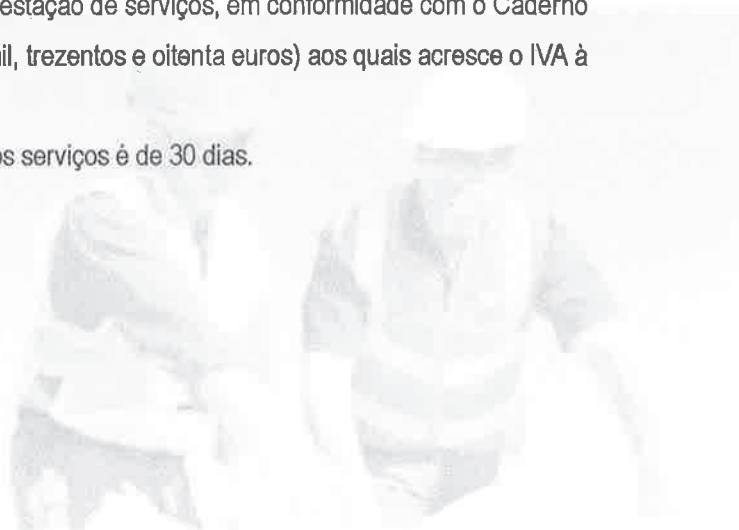 estação de serviços, em conformidade com o Caderno
il, trezentos e oitenta euros) aos quais acresce o IVA à
os serviços é de 30 dias.